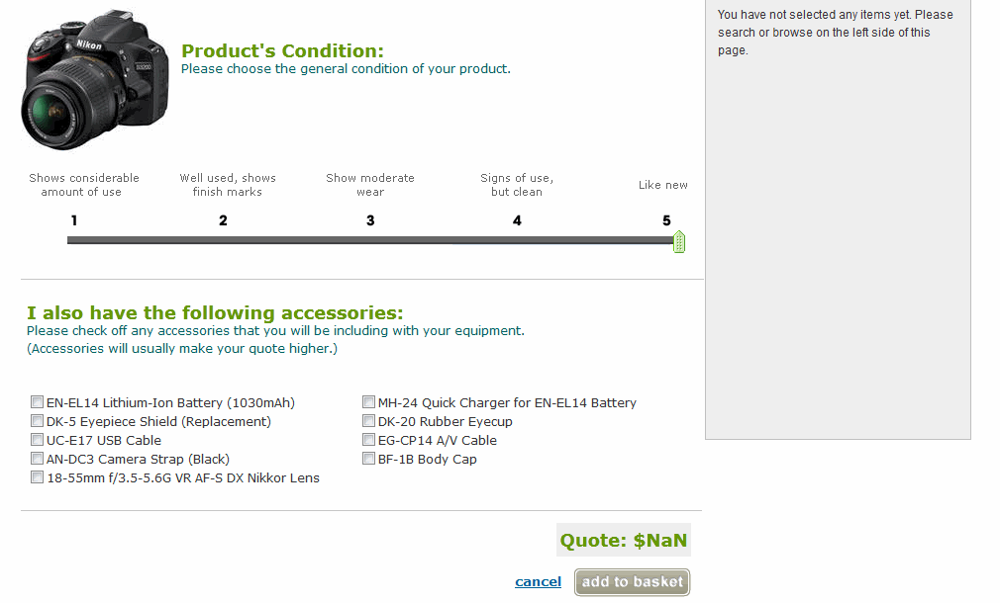 You have not selected any items yet. Please
search or browse on the left side of this
page.
Nikon
D3200
Product's Condition:
Please choose the general condition of your product.
Shows considerable
amount of use
Well used, shows
finish marks
Show moderate
wear
Signs of use,
but clean
Like new
1
2
3
4
5
I also have the following accessories:
Please check off any accessories that you will be including with your equipment.
(Accessories will usually make your quote higher.)
EN-EL14 Lithium-Ion Battery (1030mAh)
MH-24 Quick Charger for EN-EL14 Battery
DK-5 Eyepiece Shield (Replacement)
DK-20 Rubber Eyecup
UC-E17 USB Cable
EG-CP14 A/V Cable
AN-DC3 Camera Strap (Black)
BF-1B Body Cap
18-55mm f/3.5-5.6G VR AF-S DX Nikkor Lens
Quote: $NaN
cancel
add to basket